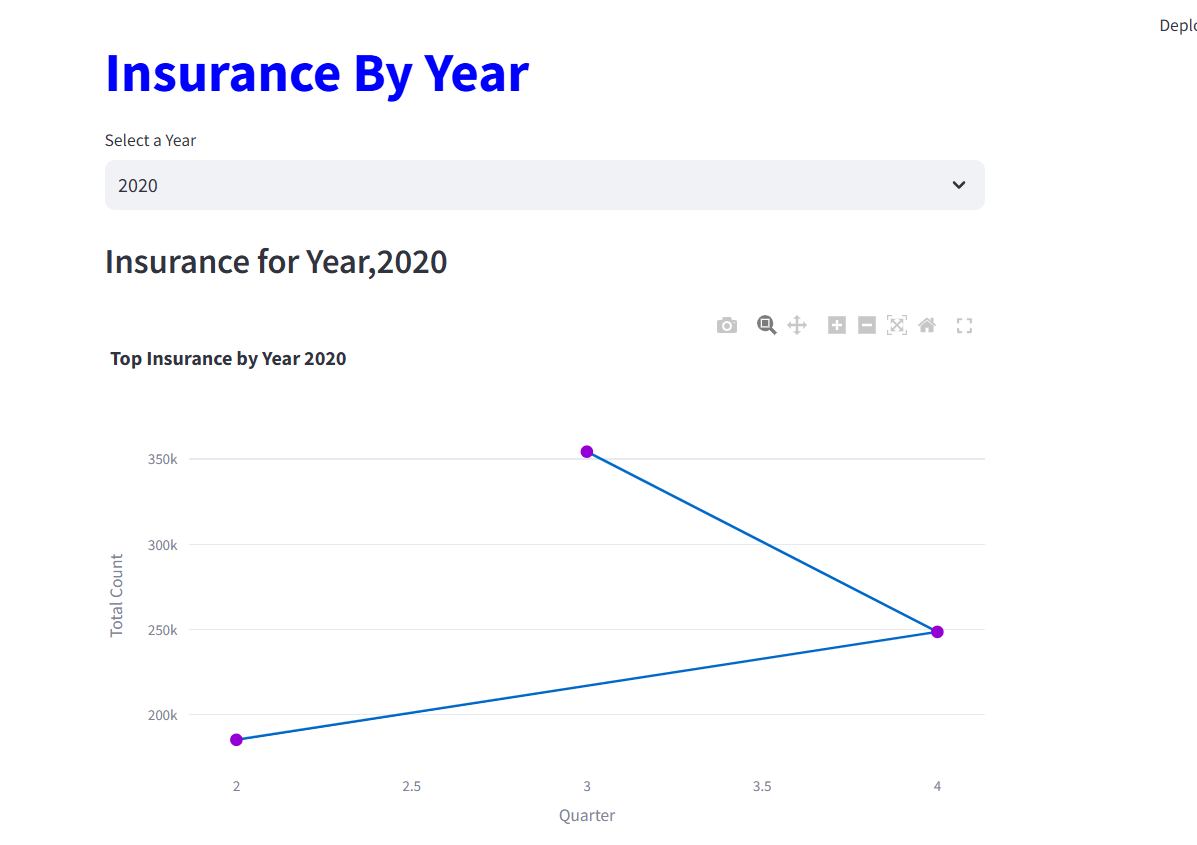 Insurance By Year
Select a Year
2020
Insurance for Year,2020
Top Insurance by Year 2020
350k
300k
250k
200k
Total Count
2 2.5 3 3.5 4
Quarter